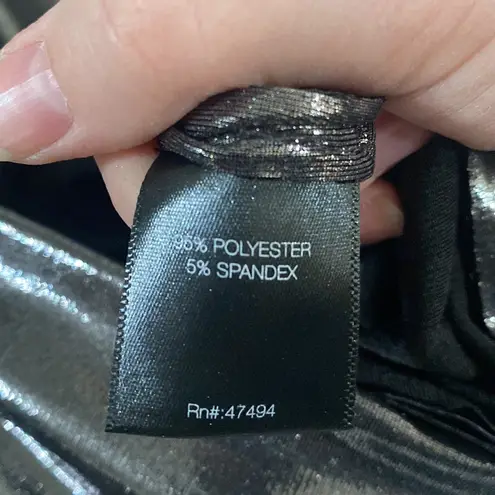 95% POLYESTER
5% SPANDEX
Rn#:47494